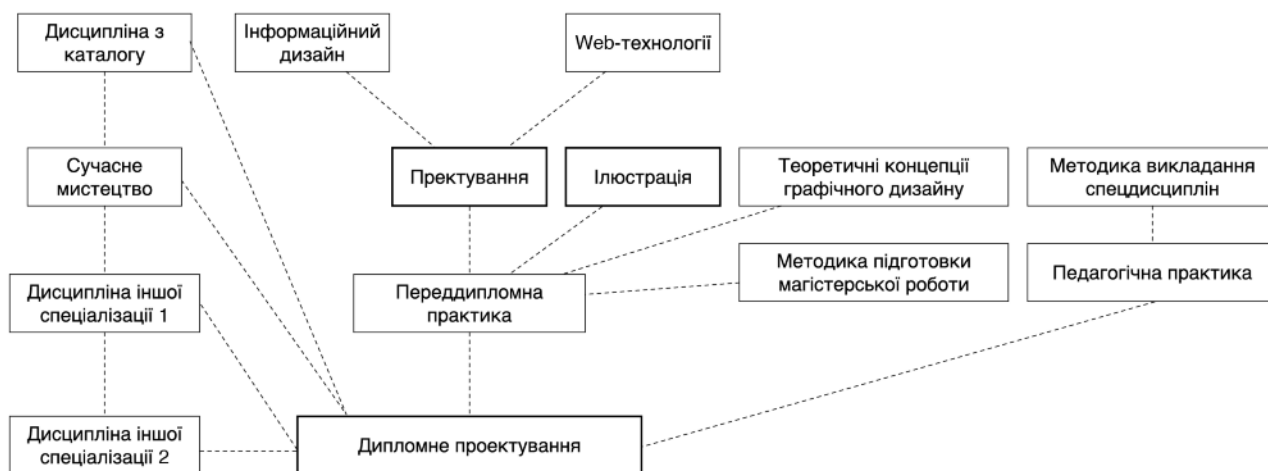 Дисципліна з
каталогу
Інформаційний
дизайн
Web-технології
Сучасне
мистецтво
Пректування
Ілюстрація
Теоретичні концепції
графічного дизайну
Методика викладання
спецдисциплін
Дисципліна іншої
спеціалізації 1
Переддипломна
практика
Методика підготовки
магістерської роботи
Педагогічна практика
Дисципліна іншої
спеціалізації 2
Дипломне проектування